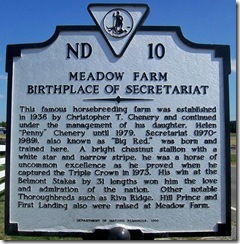 ND 10
MEADOW FARM
BIRTHPLACE OF SECRETARIAT
This famous horsebreeding farm was established
in 1936 by Christopher T. Chenery and continued
under the management of his daughter, Helen
"Penny" Chenery until 1979. Secretariat (1970-
1989), also known as "Big Red," was born and
trained here. A bright chestnut stallion with a
white star and narrow stripe, he was a horse of
uncommon excellence as he proved when he
captured the Triple Crown in 1973. His win at the
Belmont Stakes by 31 lengths won him the love
and admiration of the nation. Other notable
Thoroughbreds such as Riva Ridge, Hill Prince and
First Landing also were raised at Meadow Farm.
DEPARTMENT OF HISTORIC RESOURCES,